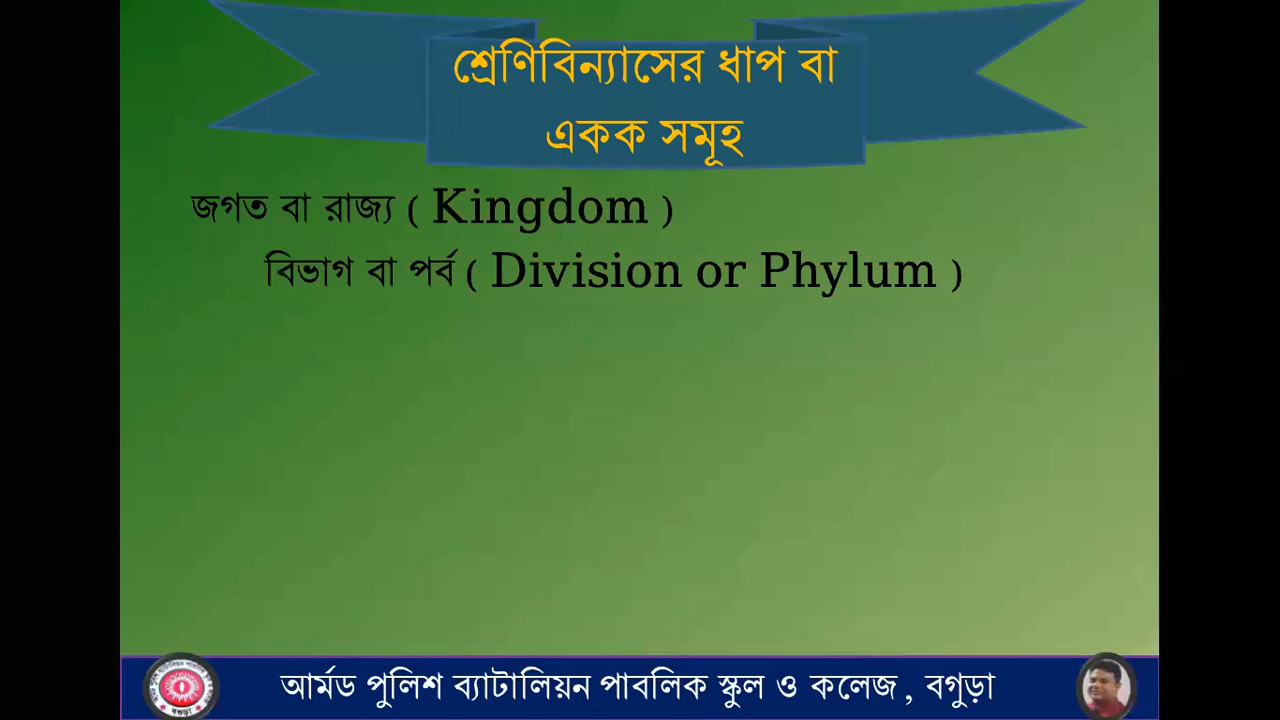 শ্রেণিবিন্যাসের ধাপ বা
একক সমূহ
জগত বা রাজ্য ( Kingdom )
বিভাগ বা পর্ব ( Division or Phylum )
আর্মড পুলিশ ব্যাটালিয়ন পাবলিক স্কুল ও কলেজ , বগুড়া